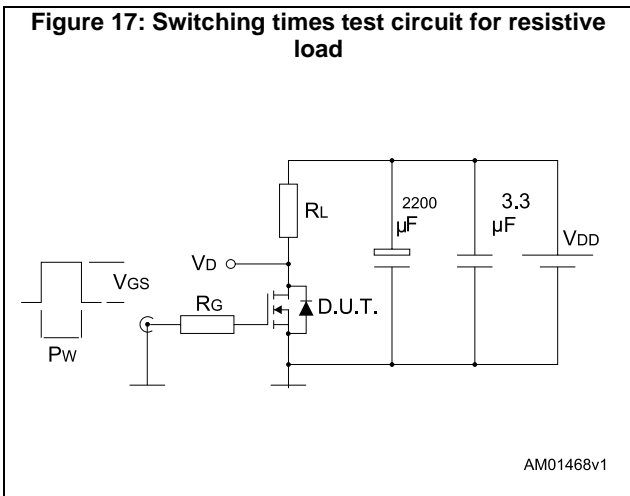 Figure 17: Switching times test circuit for resistive
load
2200
μF
3.3
μF
RL
VDD
VD
VGS
RG
D.U.T.
PW
AM01468v1